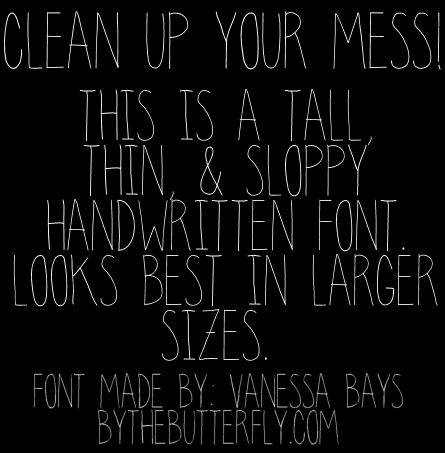 CLEAN UP YOUR MESS!
THIS IS A TALL,
THIN, & SLOPPY
HANDWRITTEN FONT.
LOOKS BEST IN LARGER
SIZES.
FONT MADE BY: VANESSA BAYS
BYTHEBUTTERFLY.COM